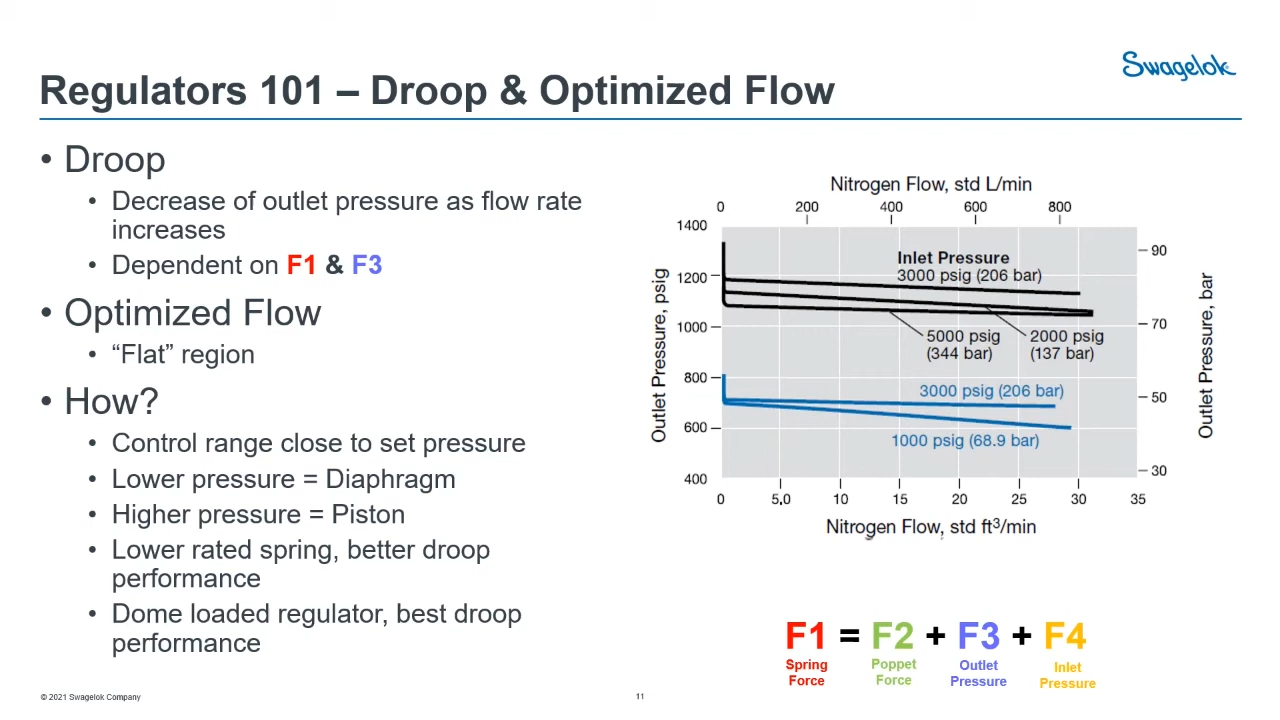 Swagelok
Regulators 101 – Droop & Optimized Flow
• Droop
• Decrease of outlet pressure as flow rate
increases
• Dependent on F1 & F3
• Optimized Flow
• “Flat” region
• How?
• Control range close to set pressure
• Lower pressure = Diaphragm
• Higher pressure = Piston
• Lower rated spring, better droop
performance
• Dome loaded regulator, best droop
performance
Nitrogen Flow, std L/min
0 200 400 600 800
Outlet Pressure, psig
1400
1200
1000
800
600
400
Inlet Pressure
3000 psig (206 bar)
5000 psig
(344 bar)
2000 psig
(137 bar)
3000 psig (206 bar)
1000 psig (68.9 bar)
90
70
50
30
Outlet Pressure, bar
0 5,0 10 15 20 25 30 35
Nitrogen Flow, std ft³/min
F1 = F2 + F3 + F4
Spring
Force
Poppet
Force
Outlet
Pressure
Inlet
Pressure
© 2021 Swagelok Company
11